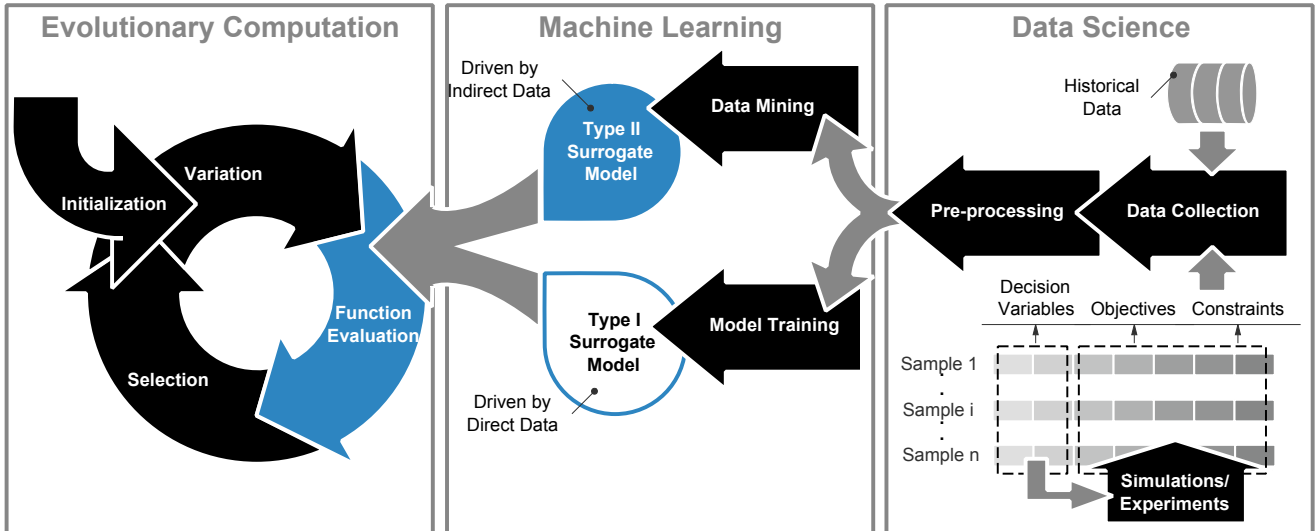 Evolutionary Computation
Initialization
Variation
Function
Evaluation
Selection
Machine Learning
Driven by
Indirect Data
Type II
Surrogate
Model
Data Mining
Type I
Surrogate
Model
Model Training
Driven by
Direct Data
Data Science
Historical
Data
Pre-processing
Data Collection
Decision
Variables
Objectives
Constraints
Sample 1
.
.
Sample i
.
.
Sample n
Simulations/
Experiments